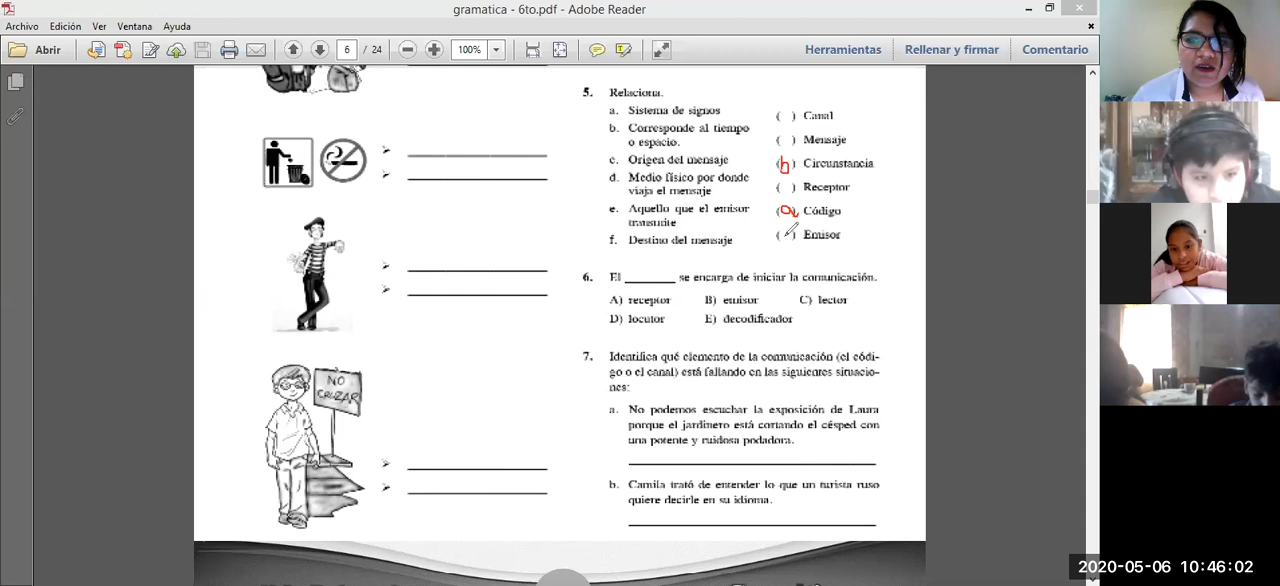 gramatica - 6to.pdf - Adobe Reader
Archivo Edición Ver Ventana Ayuda
Abrir 6 / 24 100% Herramientas Rellenar y firmar Comentario
NO
CRUZAR
5. Relaciona.
a. Sistema de signos
b. Corresponde al tiempo
o espacio.
c. Origen del mensaje
d. Medio físico por donde
viaja el mensaje
e. Aquello que el emisor
transmite
f. Destino del mensaje
( ) Canal
( ) Mensaje
(b) Circunstancia
( ) Receptor
(a) Código
( ) Emisor
6. El ________ se encarga de iniciar la comunicación.
A) receptor B) emisor C) lector
D) locutor E) decodificador
7. Identifica qué elemento de la comunicación (el códi-
go o el canal) está fallando en las siguientes situacio-
nes:
a. No podemos escuchar la exposición de Laura
porque el jardinero está cortando el césped con
una potente y ruidosa podadora.
b. Camila trató de entender lo que un turista ruso
quiere decirle en su idioma.
2020-05-06 10:46:02